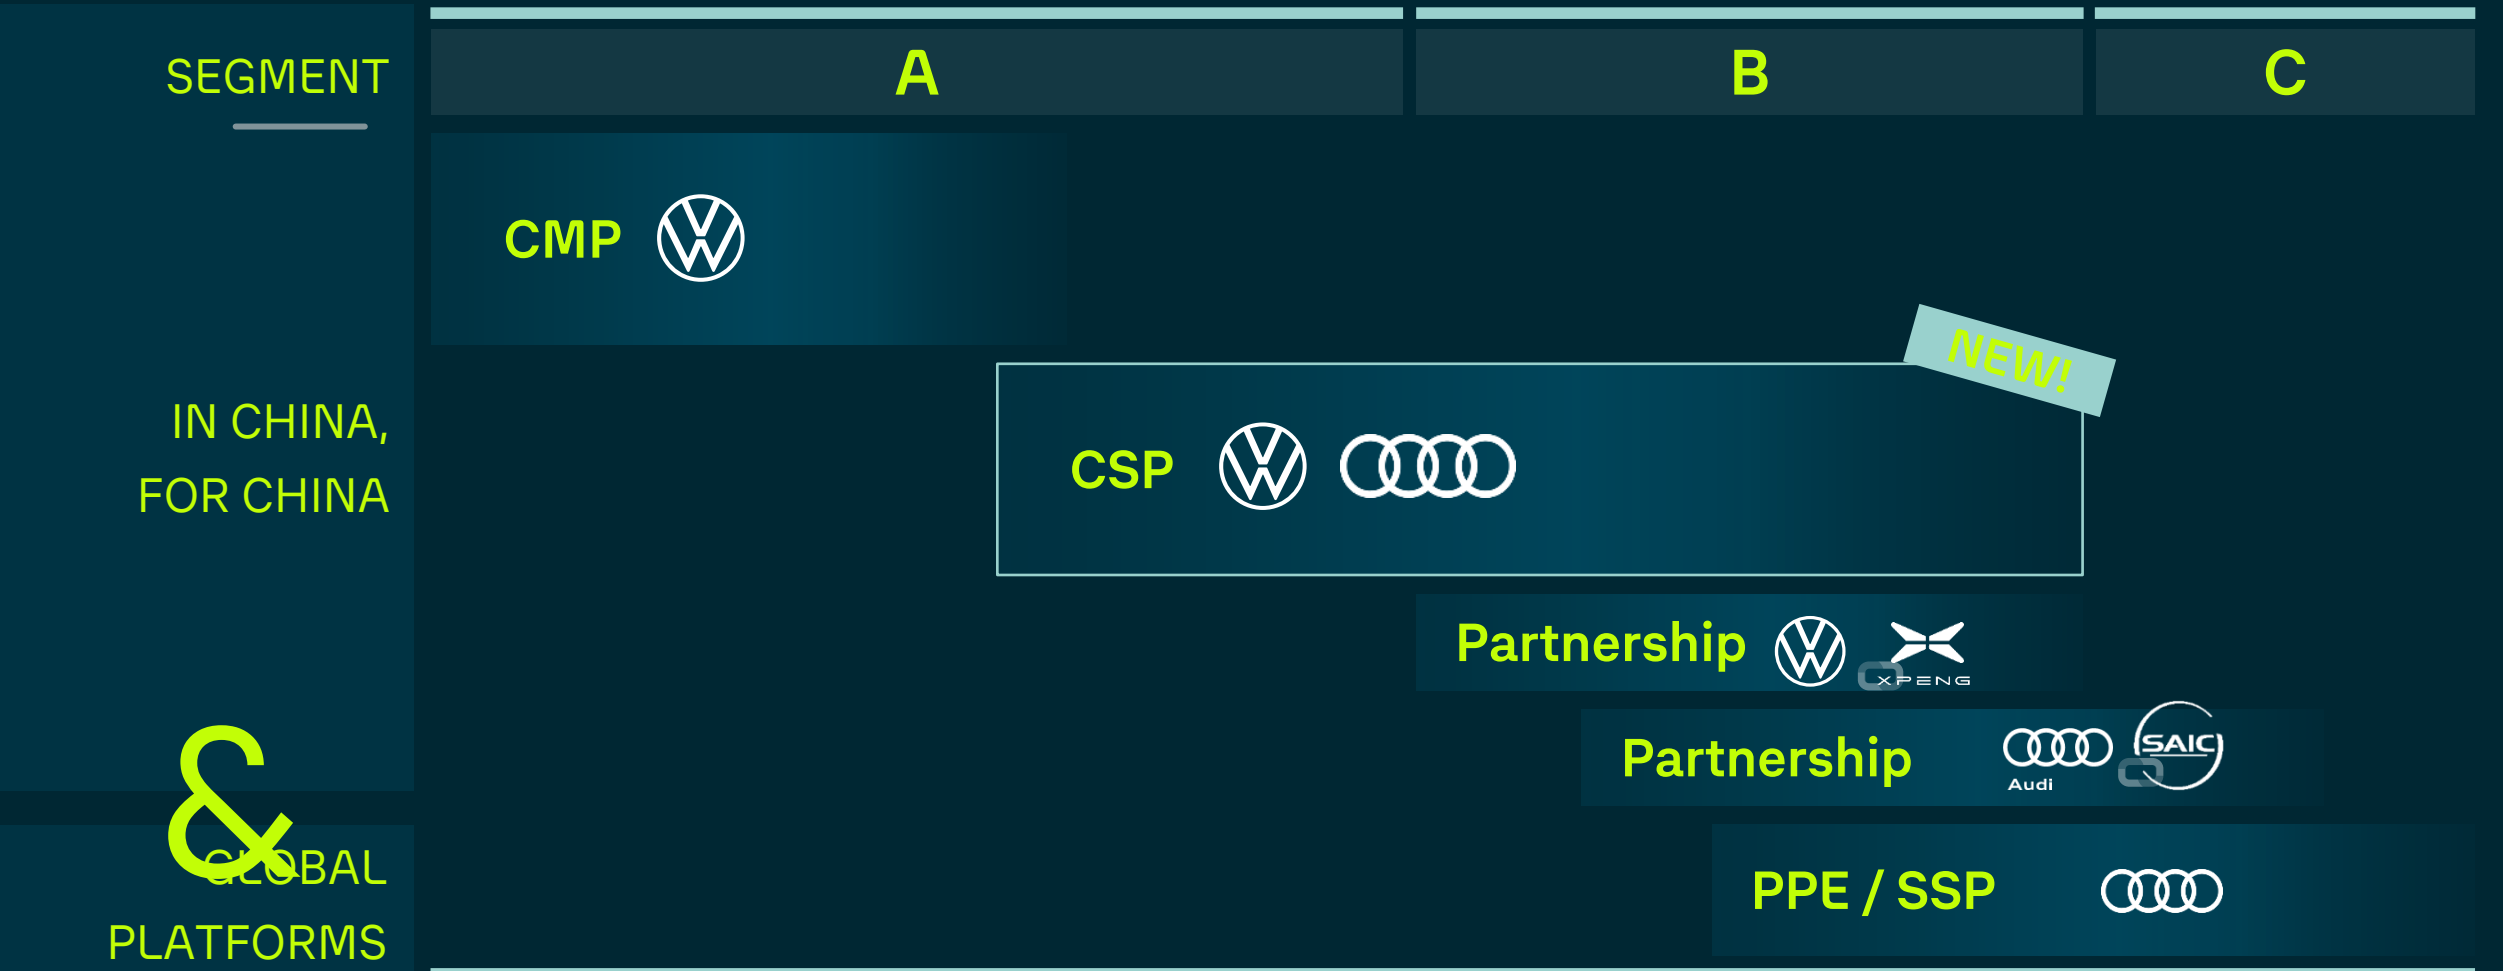 SEGMENT
A
B
C
CMP
NEW!
IN CHINA,
FOR CHINA
CSP
Partnership
XPENG
Partnership
Audi
SAIC
&
GLOBAL
PLATFORMS
PPE / SSP